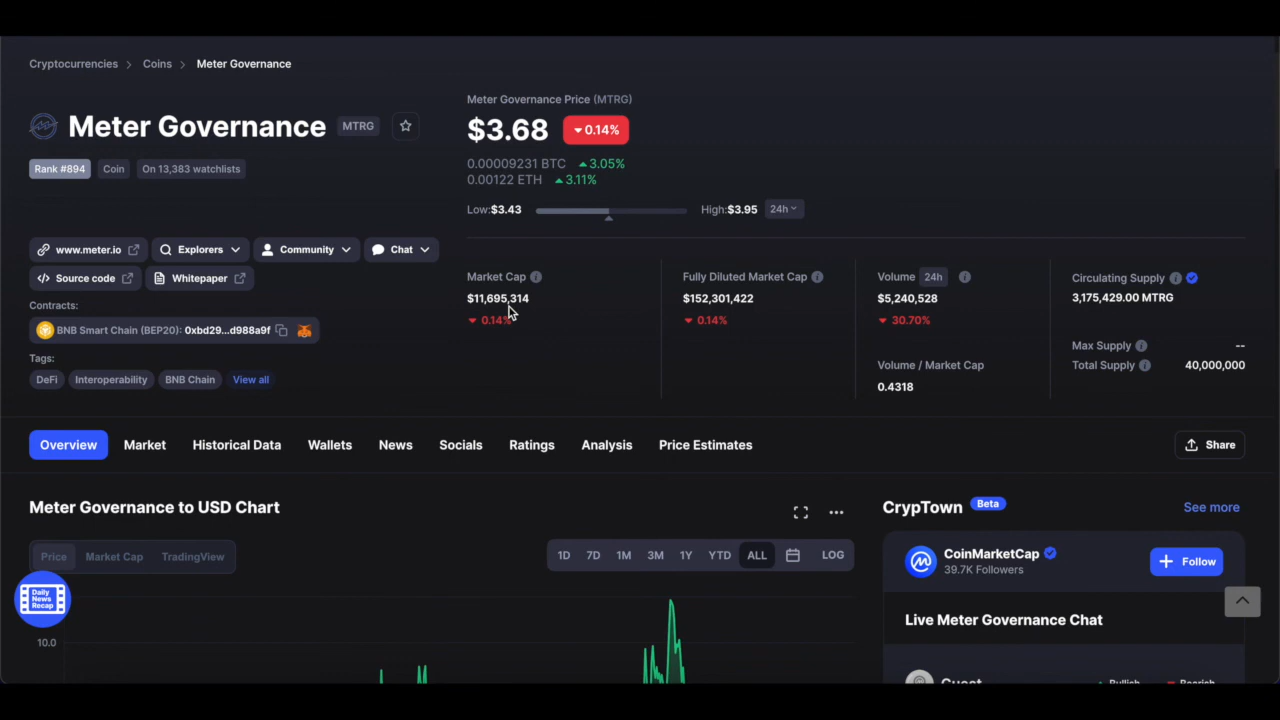 Cryptocurrencies > Coins > Meter Governance
Meter Governance MTRG
Rank #894 Coin On 13,383 watchlists
www.meter.io Explorers Community Chat
Source code Whitepaper
Contracts:
BNB Smart Chain (BEP20): 0xbd29...d988a9f
Tags:
DeFi Interoperability BNB Chain View all
Meter Governance Price (MTRG)
$3.68 0.14%
0.00009231 BTC 3.05%
0.00122 ETH 3.11%
Low:$3.43 High:$3.95 24h
Market Cap
$11,695,314
0.14%
Fully Diluted Market Cap
$152,301,422
0.14%
Volume 24h
$5,240,528
30.70%
Volume / Market Cap
0.4318
Circulating Supply
3,175,429.00 MTRG
Max Supply --
Total Supply 40,000,000
Overview Market Historical Data Wallets News Socials Ratings Analysis Price Estimates Share
Meter Governance to USD Chart
Price Market Cap TradingView
1D 7D 1M 3M 1Y YTD ALL LOG
Daily
News
Recap
10.0
CrypTown Beta See more
CoinMarketCap
39.7K Followers
Follow
Live Meter Governance Chat
Guest Bullish Bearish